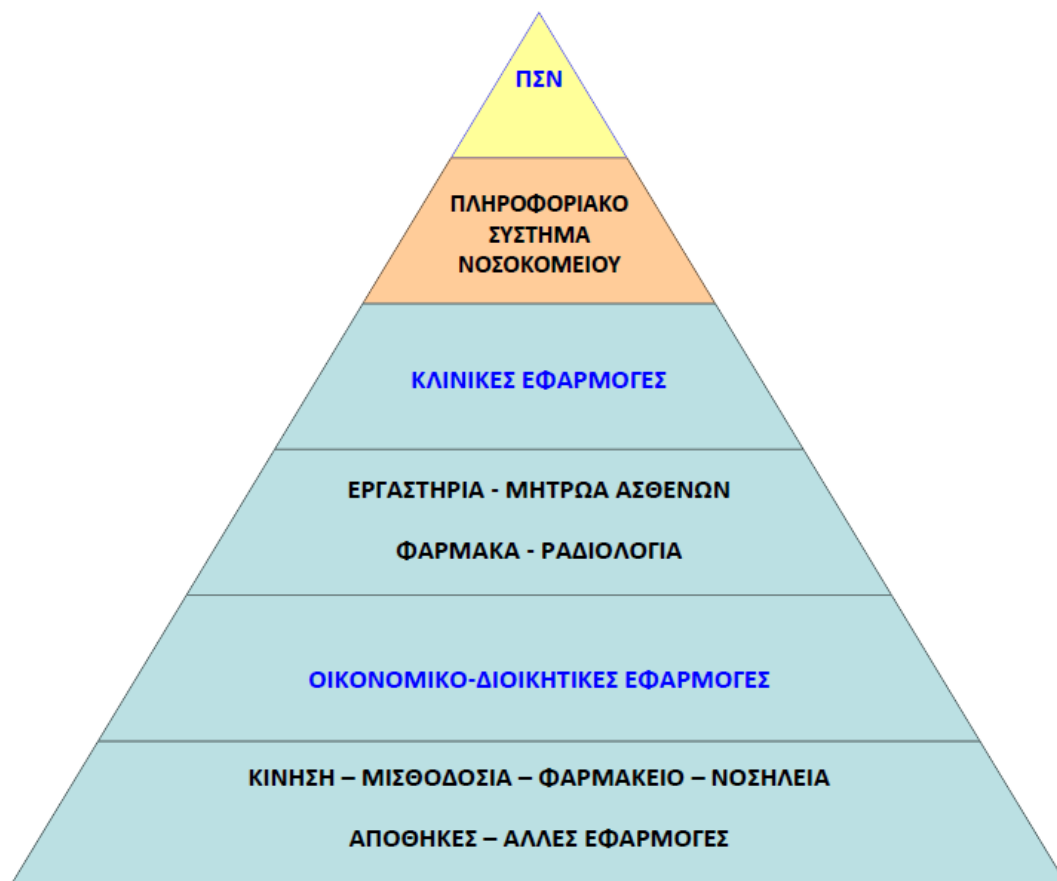 ΠΣΝ
ΠΛΗΡΟΦΟΡΙΑΚΟ
ΣΥΣΤΗΜΑ
ΝΟΣΟΚΟΜΕΙΟΥ
ΚΛΙΝΙΚΕΣ ΕΦΑΡΜΟΓΕΣ
ΕΡΓΑΣΤΗΡΙΑ - ΜΗΤΡΩΑ ΑΣΘΕΝΩΝ
ΦΑΡΜΑΚΑ - ΡΑΔΙΟΛΟΓΙΑ
ΟΙΚΟΝΟΜΙΚΟ-ΔΙΟΙΚΗΤΙΚΕΣ ΕΦΑΡΜΟΓΕΣ
ΚΙΝΗΣΗ – ΜΙΣΘΟΔΟΣΙΑ – ΦΑΡΜΑΚΕΙΟ – ΝΟΣΗΛΕΙΑ
ΑΠΟΘΗΚΕΣ – ΑΛΛΕΣ ΕΦΑΡΜΟΓΕΣ